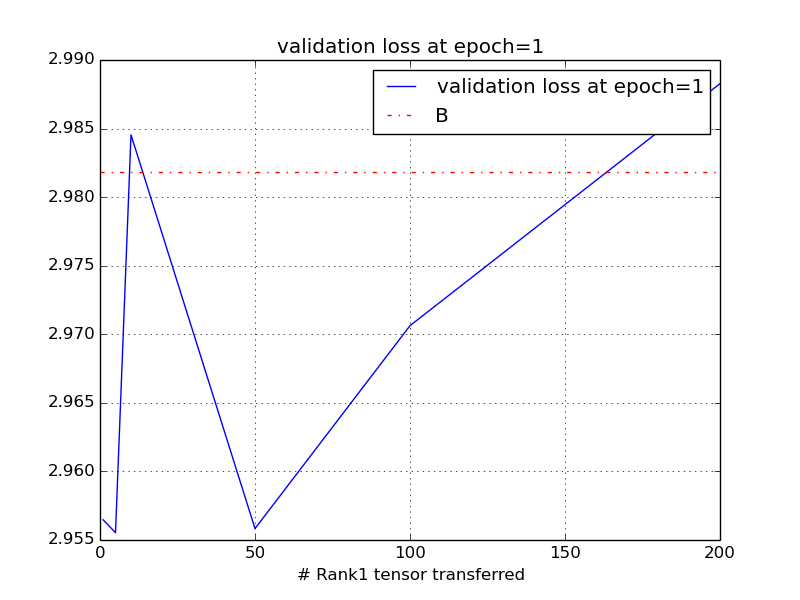 validation loss at epoch=1
validation loss at epoch=1
B
2.990
2.985
2.980
2.975
2.970
2.965
2.960
2.955
0 50 100 150 200
# Rank1 tensor transferred